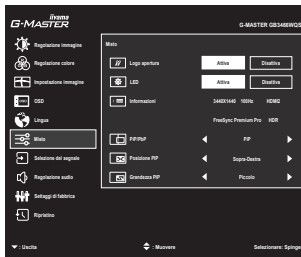 iiyama
G-MASTER
G-MASTER GB3466WQS
Regolazione immagine
Regolazione colore
Impostazione immagine
OSD
Lingua
Misto
Selezione del segnale
Regolazione audio
Settaggi di fabbrica
Ripristino
Misto
Logo apertura Attiva Disattiva
LED Attiva Disattiva
Informazioni 3440X1440 100Hz HDMI2
FreeSync Premium Pro HDR
PIP/PbP PIP
Posizione PIP Sopra-Destra
Grandezza PIP Piccolo
: Uscita : Muovere Selezionare: Spinge